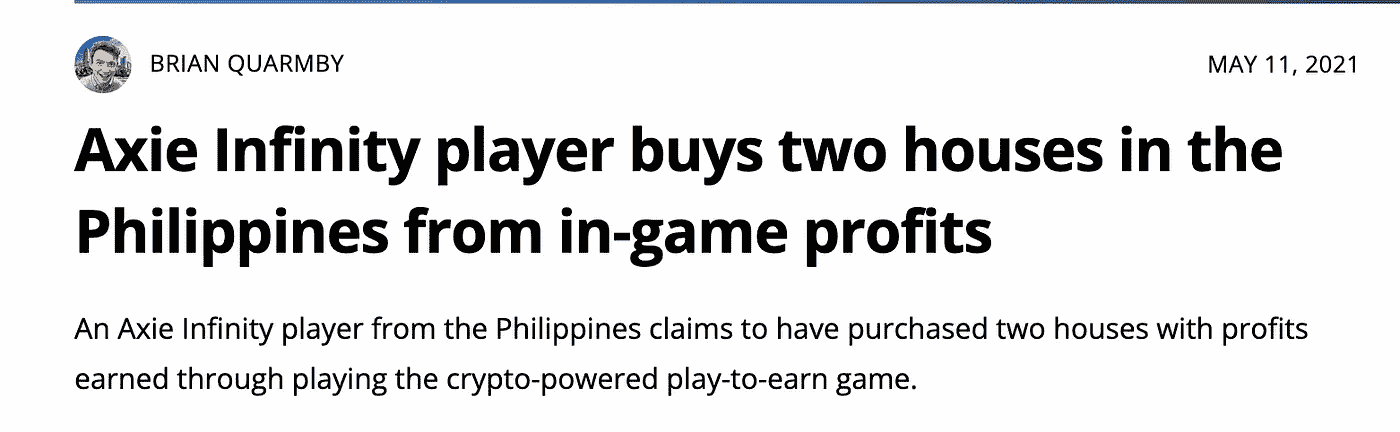 BRIAN QUARMBY
MAY 11, 2021
Axie Infinity player buys two houses in the
Philippines from in-game profits
An Axie Infinity player from the Philippines claims to have purchased two houses with profits
earned through playing the crypto-powered play-to-earn game.